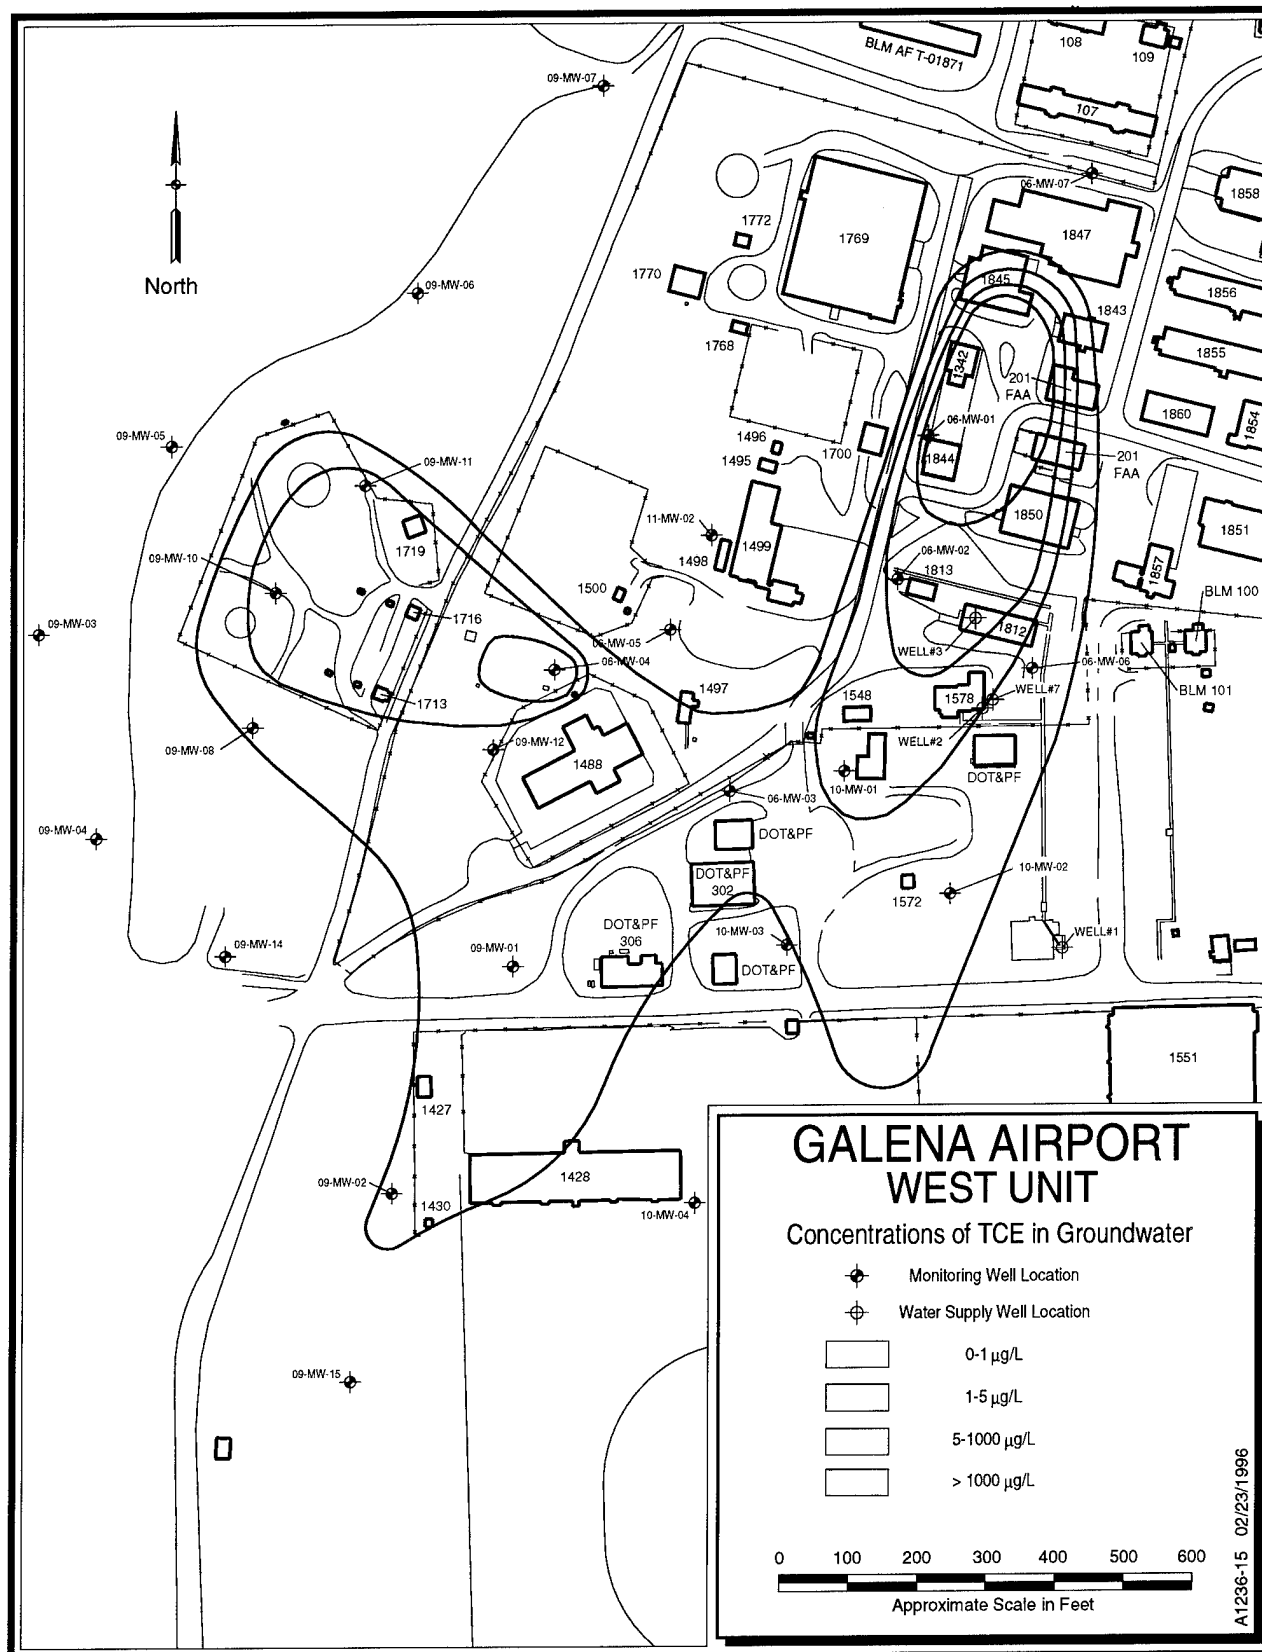 BLM AF T-01871
108
109
09-MW-07
107
06-MW-07
1858
1772
1769
1847
North
1770
09-MW-06
1845
1856
1843
1768
1342
1855
201
FAA
1860
1854
09-MW-05
1496
1700
06-MW-01
09-MW-11
1495
1844
201
FAA
11-MW-02
1850
1851
1719
1498
1499
09-MW-10
06-MW-02
1813
1857
1500
BLM 100
1716
09-MW-03
06-MW-05
1812
WELL#3
06-MW-04
06-MW-06
1713
1497
1548
1578
WELL#7
BLM 101
09-MW-08
09-MW-12
WELL#2
1488
10-MW-01
DOT&PF
06-MW-03
09-MW-04
DOT&PF
DOT&PF
302
10-MW-02
1572
DOT&PF
306
10-MW-03
WELL#1
09-MW-14
09-MW-01
DOT&PF
1551
1427
1428
09-MW-02
1430
10-MW-04
09-MW-15
GALENA AIRPORT
WEST UNIT
Concentrations of TCE in Groundwater
Monitoring Well Location
Water Supply Well Location
0-1 µg/L
1-5 µg/L
5-1000 µg/L
> 1000 µg/L
0 100 200 300 400 500 600
Approximate Scale in Feet
A1236-15 02/23/1996